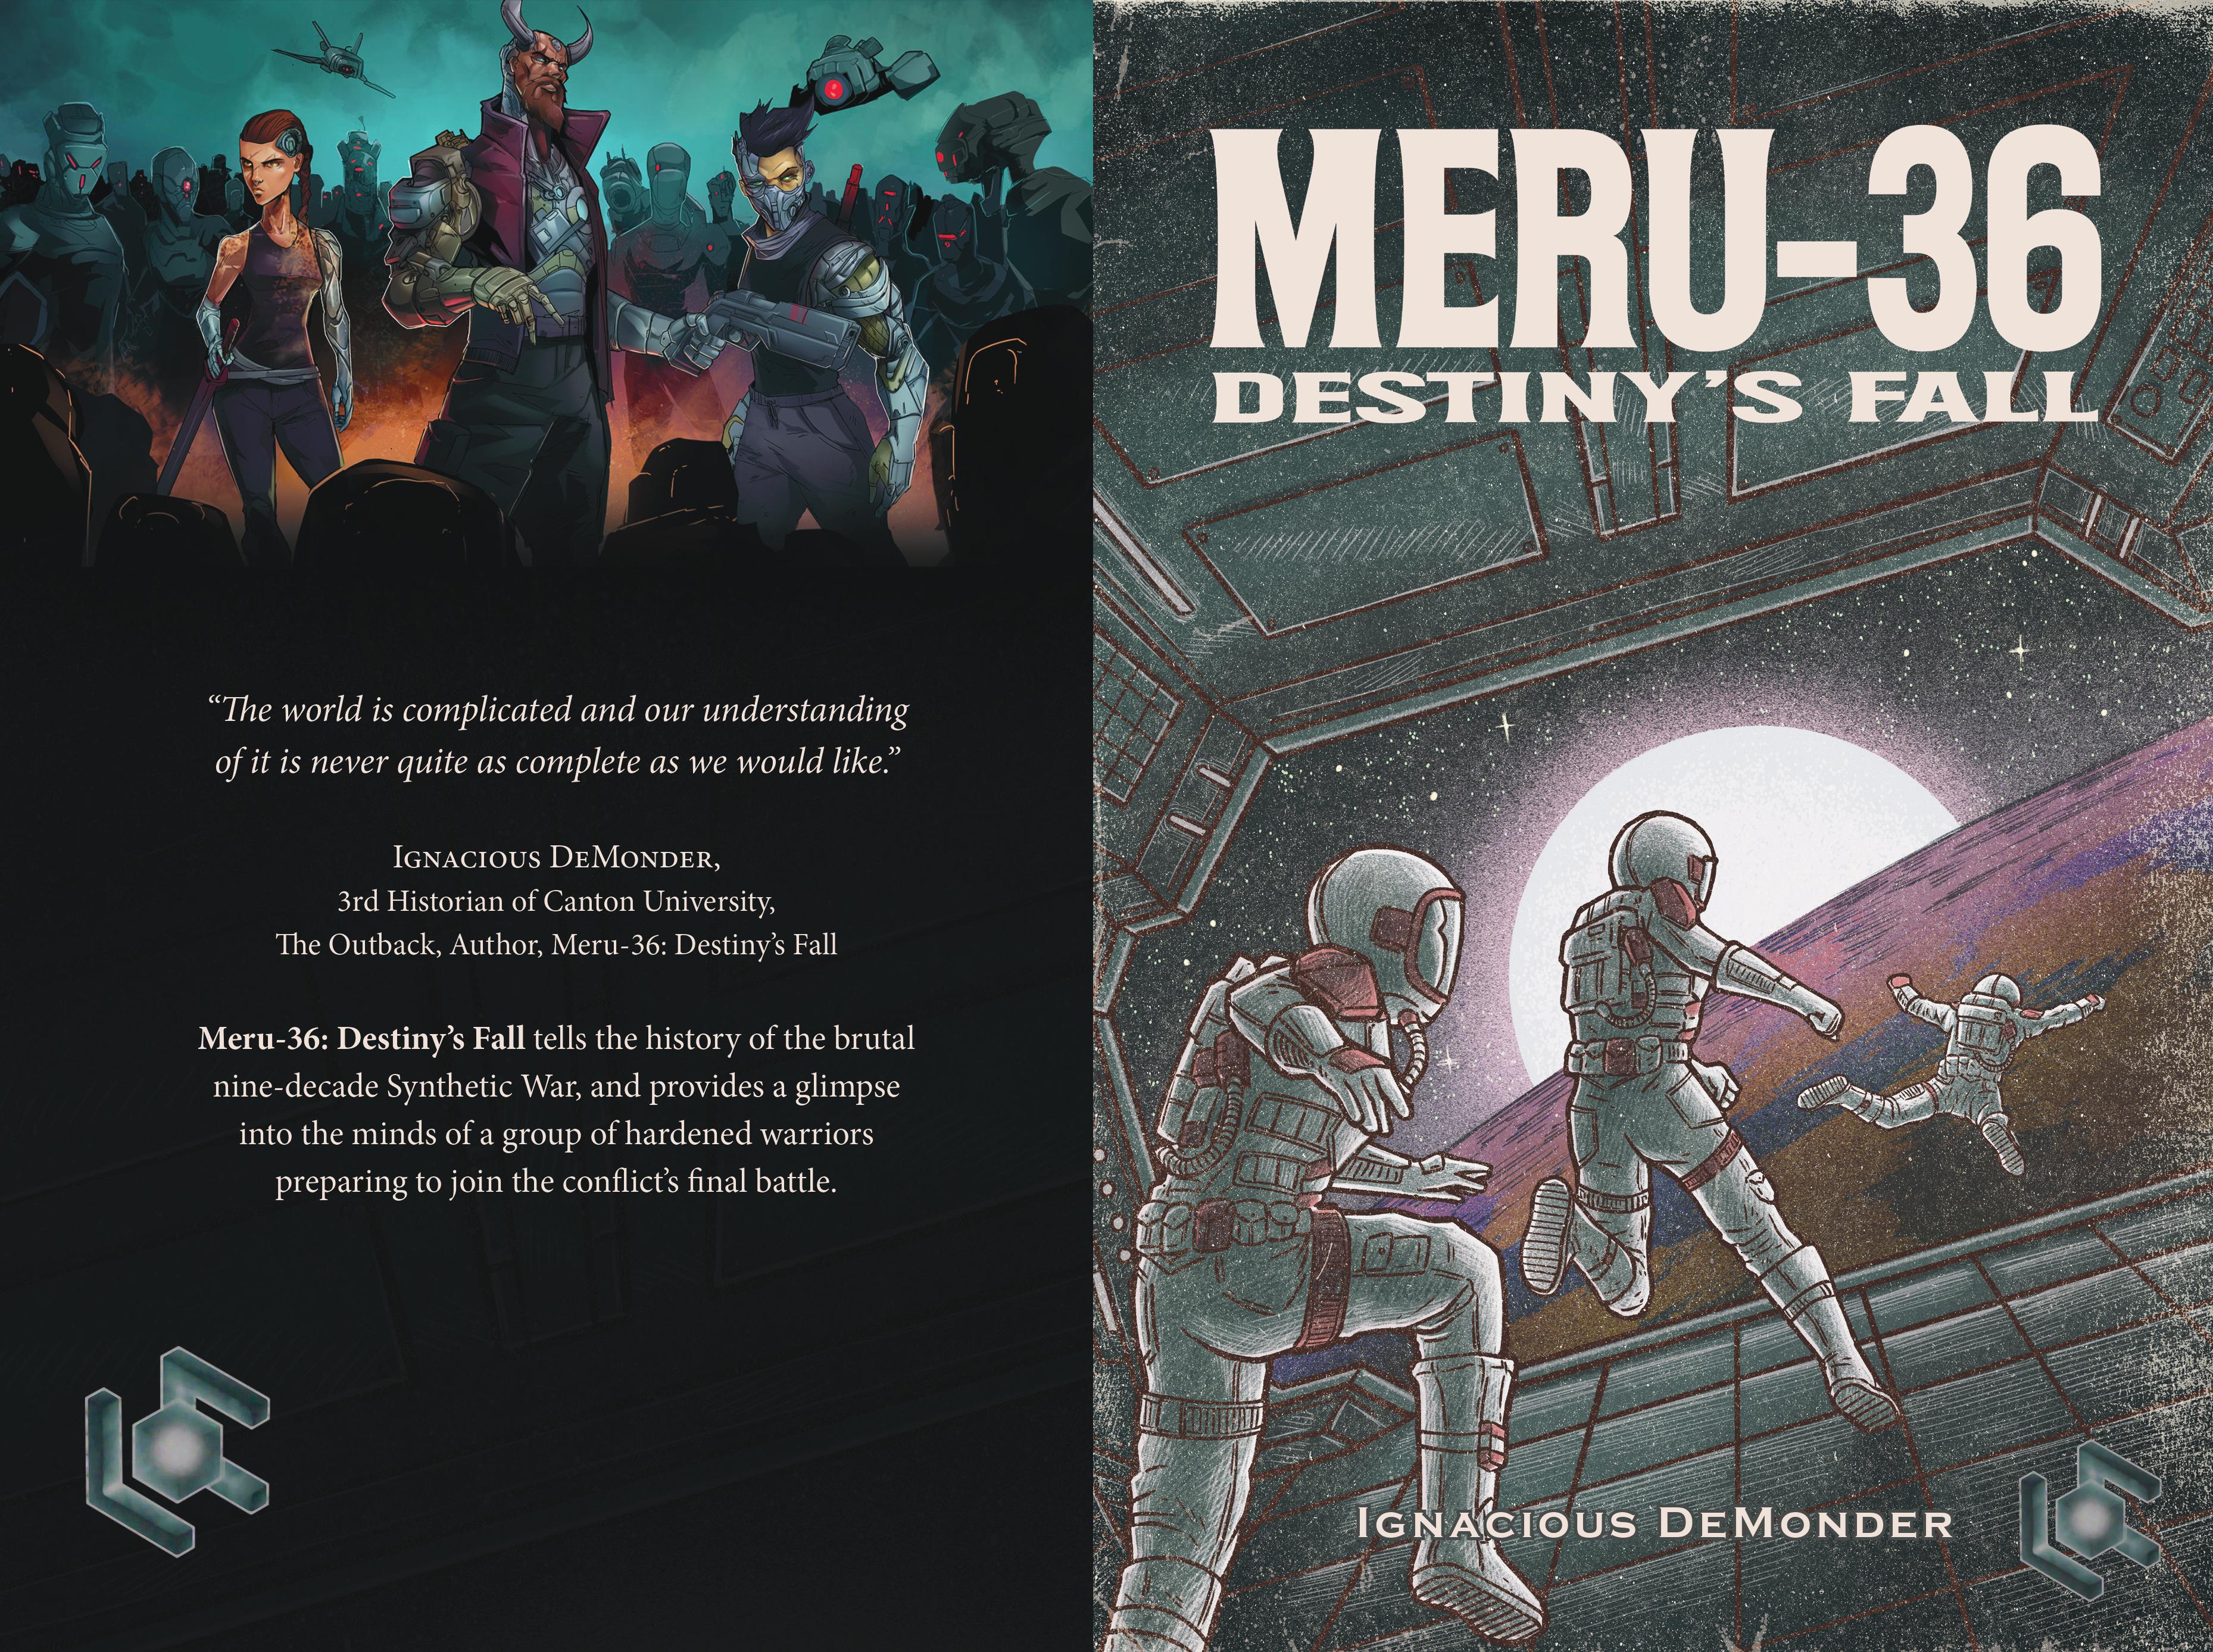 “The world is complicated and our understanding
of it is never quite as complete as we would like.”
Ignacious DeMonder,
3rd Historian of Canton University,
The Outback, Author, Meru-36: Destiny’s Fall
Meru-36: Destiny’s Fall tells the history of the brutal
nine-decade Synthetic War, and provides a glimpse
into the minds of a group of hardened warriors
preparing to join the conflict’s final battle.
MERU-36
DESTINY’S FALL
Ignacious DeMonder